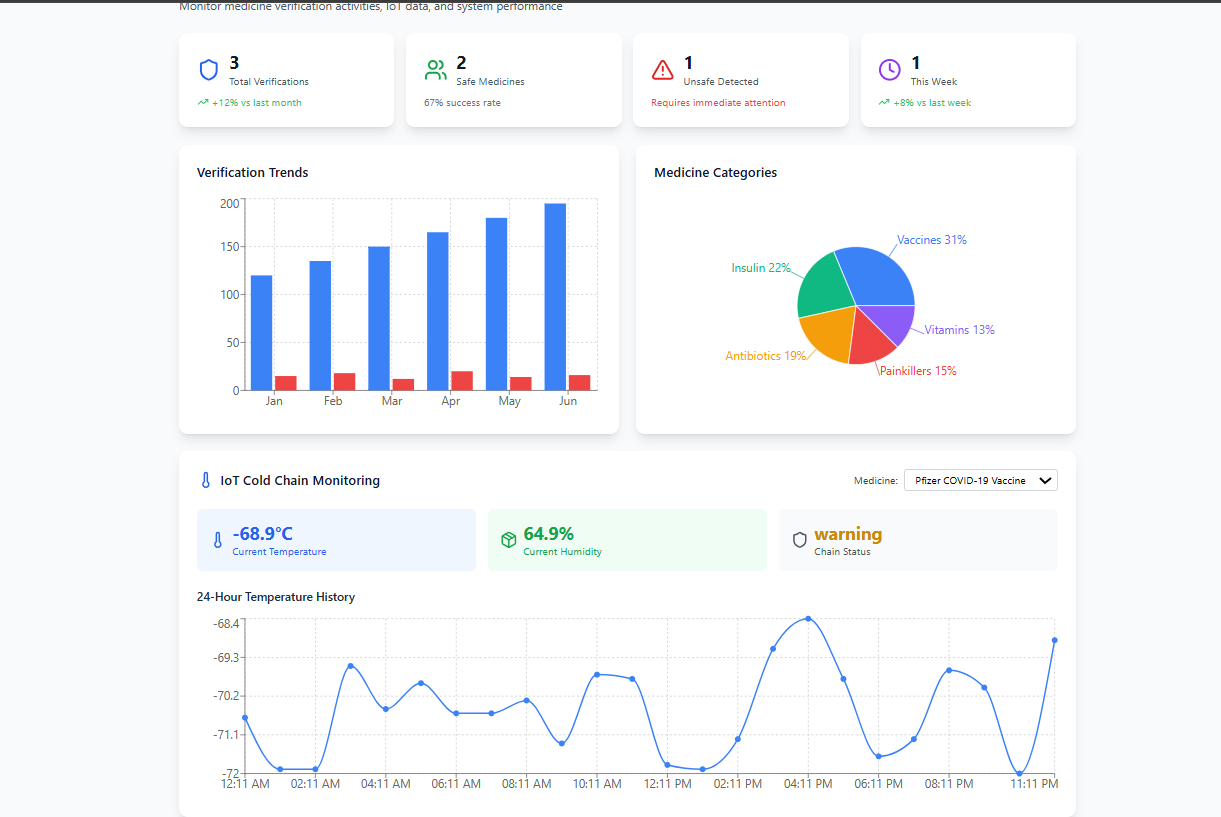 Monitor medicine verification activities, IoT data, and system performance
3
Total Verifications
+12% vs last month
2
Safe Medicines
67% success rate
1
Unsafe Detected
Requires immediate attention
1
This Week
+8% vs last week
Verification Trends
200
150
100
50
0
Jan Feb Mar Apr May Jun
Medicine Categories
Vaccines 31%
Insulin 22%
Vitamins 13%
Antibiotics 19%
Painkillers 15%
IoT Cold Chain Monitoring
Medicine: Pfizer COVID-19 Vaccine
-68.9°C
Current Temperature
64.9%
Current Humidity
warning
Chain Status
24-Hour Temperature History
-68.4
-69.3
-70.2
-71.1
-72
12:11 AM 02:11 AM 04:11 AM 06:11 AM 08:11 AM 10:11 AM 12:11 PM 02:11 PM 04:11 PM 06:11 PM 08:11 PM 11:11 PM